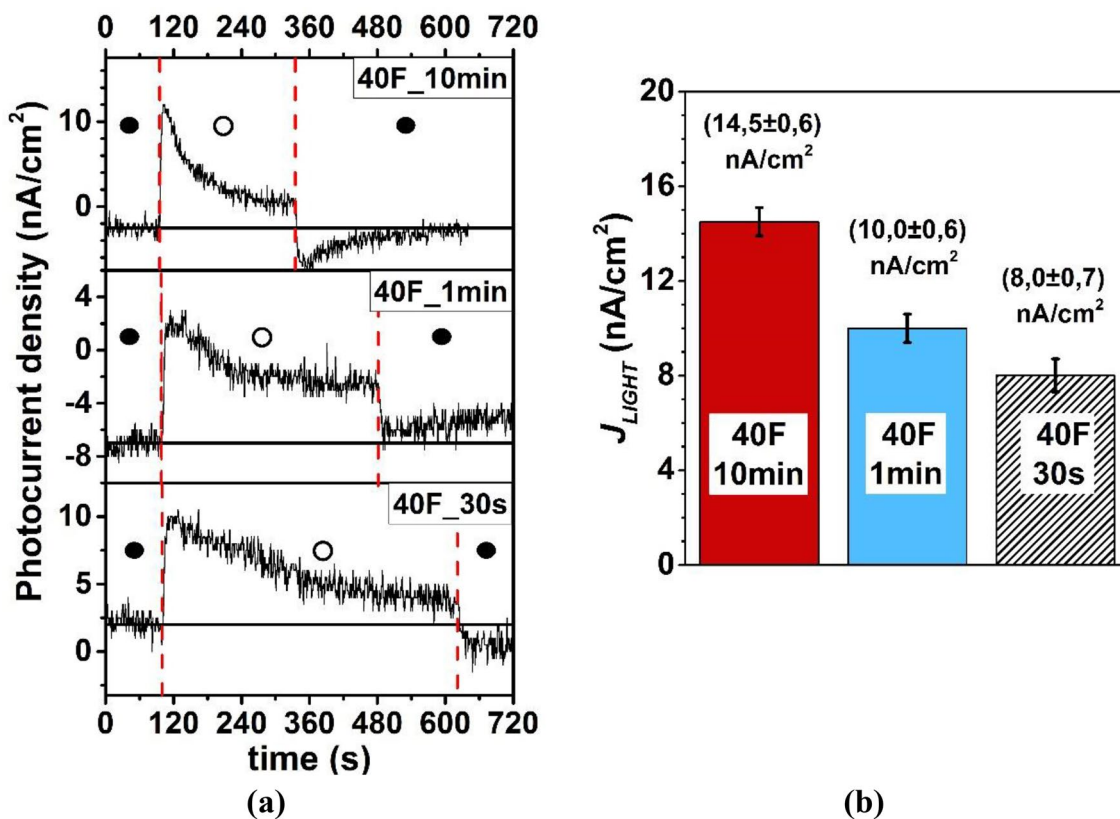 0 120 240 360 480 600 720
Photocurrent density (nA/cm²)
40F_10min
10
0
40F_1min
4
0
-4
-8
40F_30s
10
5
0
0 120 240 360 480 600 720
time (s)
(a)
J_LIGHT (nA/cm²)
20
16
12
8
4
0
(14,5±0,6)
nA/cm²
(10,0±0,6)
nA/cm²
(8,0±0,7)
nA/cm²
40F
10min
40F
1min
40F
30s
(b)